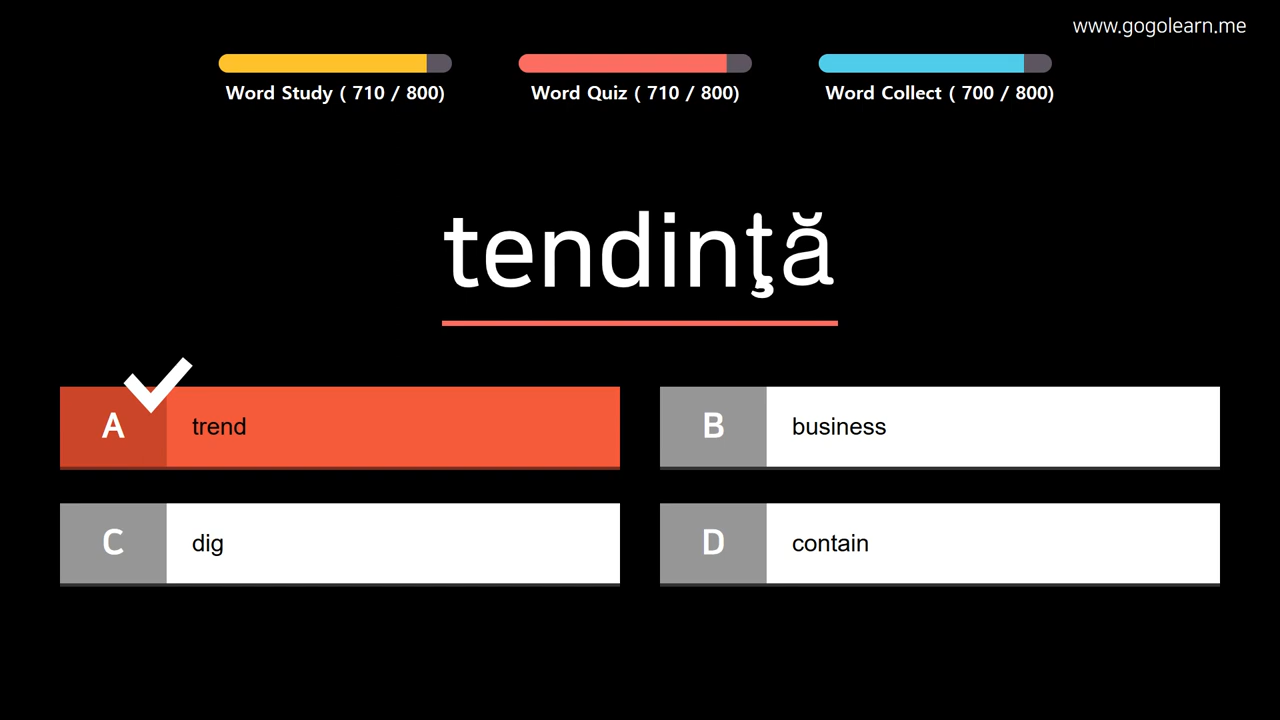 www.gogolearn.me
Word Study ( 710 / 800)
Word Quiz ( 710 / 800)
Word Collect ( 700 / 800)
tendinţă
A trend
B business
C dig
D contain